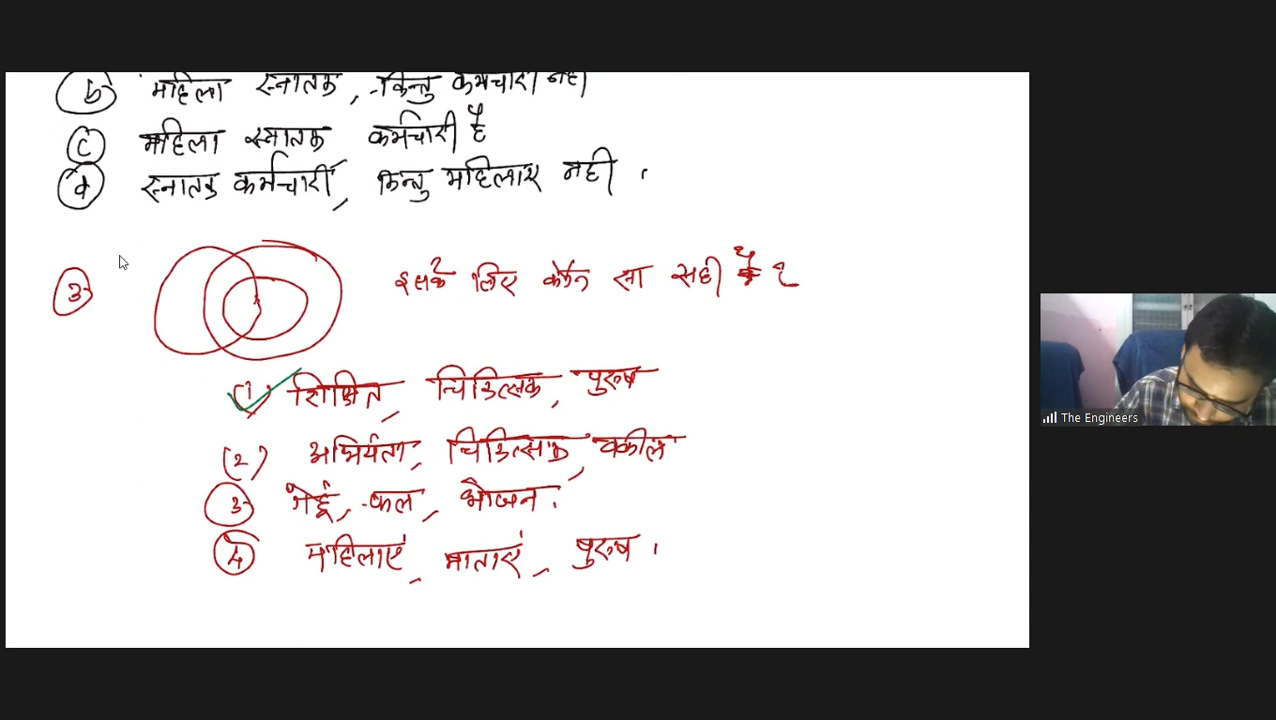 (b) महिला स्नातक, किन्तु कर्मचारी नही
(c) महिला स्नातक कर्मचारी है
(d) स्नातक कर्मचारी, किन्तु महिलाए नही ।
(3) इसके लिए कौन सा सही है ?
(1) शिक्षित, चिकित्सक, पुरुष
(2) अभियंता, चिकित्सक, वकील
(3) गेहूं, फल, भोजन .
(4) महिलाएं, माताएं, पुरुष ।
The Engineers